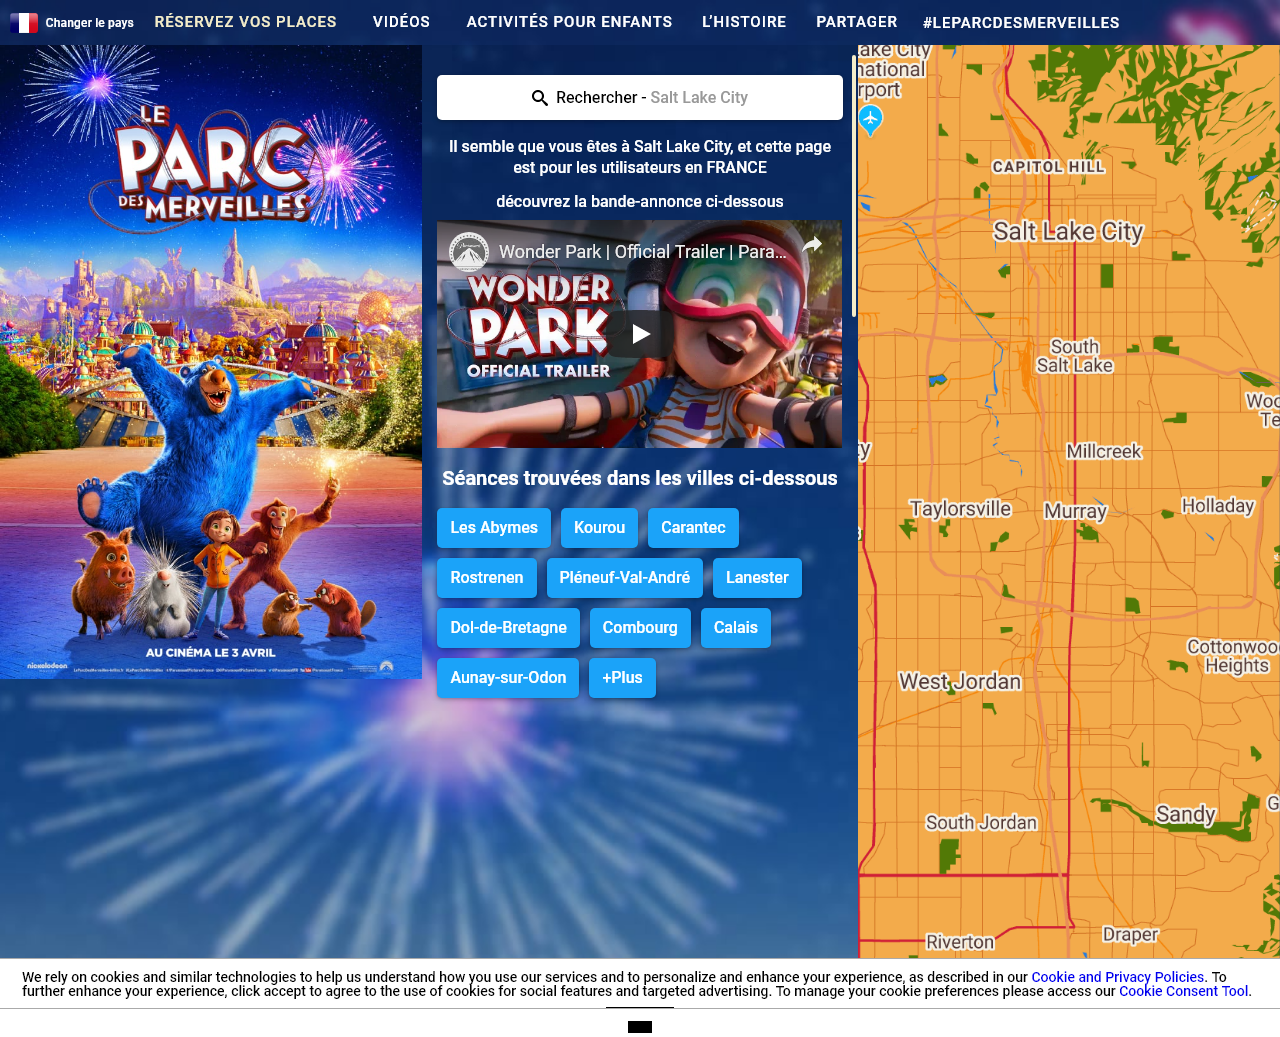 Changer le pays
RÉSERVEZ VOS PLACES
VIDÉOS
ACTIVITÉS POUR ENFANTS
L'HISTOIRE
PARTAGER
#LEPARCDESMERVEILLES
LE
PARC
DES
MERVEILLES
AU CINÉMA LE 3 AVRIL
nickelodeon
Rechercher - Salt Lake City
Il semble que vous êtes à Salt Lake City, et cette page
est pour les utilisateurs en FRANCE
découvrez la bande-annonce ci-dessous
Wonder Park | Official Trailer | Para...
WONDER
PARK
OFFICIAL TRAILER
Séances trouvées dans les villes ci-dessous
Les Abymes
Kourou
Carantec
Rostrenen
Pléneuf-Val-André
Lanester
Dol-de-Bretagne
Combourg
Calais
Aunay-sur-Odon
+Plus
ake City
national
rport
CAPITOL HILL
Salt Lake City
South
Salt Lake
Woo
Te
Millcreek
ty
Taylorsville
Murray
Holladay
Cottonwood
Heights
West Jordan
South Jordan
Sandy
G
Riverton
Draper
We rely on cookies and similar technologies to help us understand how you use our services and to personalize and enhance your experience, as described in our Cookie and Privacy Policies. To
further enhance your experience, click accept to agree to the use of cookies for social features and targeted advertising. To manage your cookie preferences please access our Cookie Consent Tool.